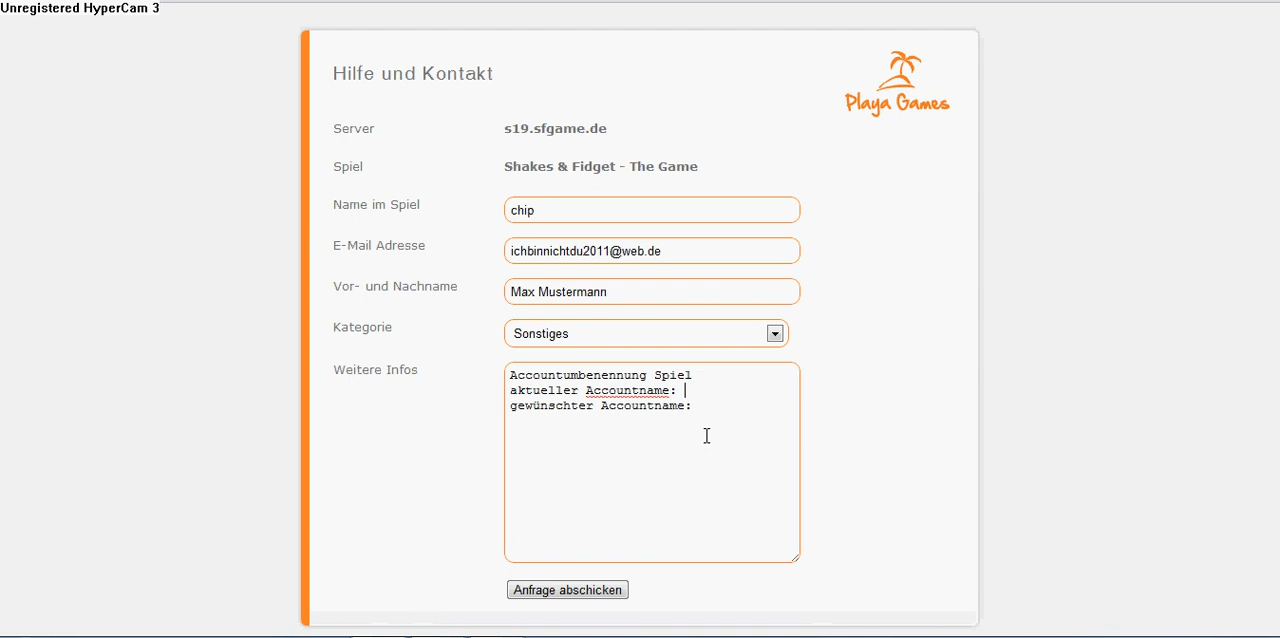 Unregistered HyperCam 3
Hilfe und Kontakt
Playa Games
Server s19.sfgame.de
Spiel Shakes & Fidget - The Game
Name im Spiel chip
E-Mail Adresse ichbinnichtdu2011@web.de
Vor- und Nachname Max Mustermann
Kategorie Sonstiges
Weitere Infos Accountumbenennung Spiel
aktueller Accountname:
gewünschter Accountname:
Anfrage abschicken